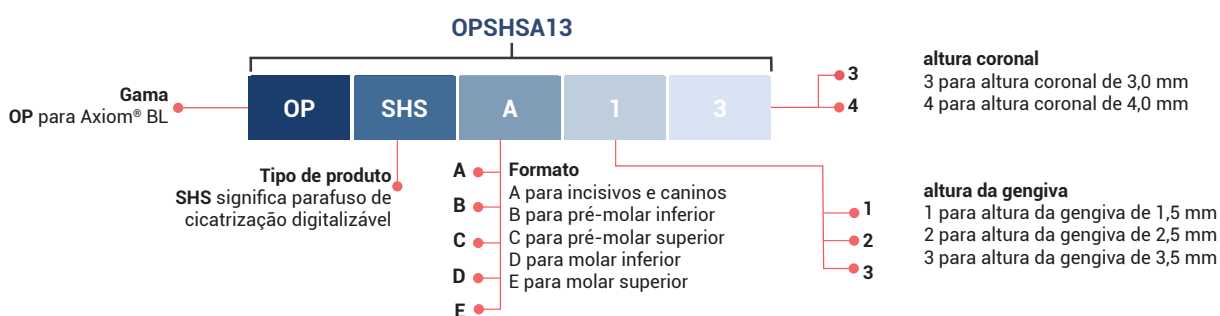 OPSHSA13
Gama
OP para Axiom® BL
OP
SHS
A
1
3
3
4
altura coronal
3 para altura coronal de 3,0 mm
4 para altura coronal de 4,0 mm
Tipo de produto
SHS significa parafuso de
cicatrização digitalizável
A
B
C
D
E
Formato
A para incisivos e caninos
B para pré-molar inferior
C para pré-molar superior
D para molar inferior
E para molar superior
1
2
3
altura da gengiva
1 para altura da gengiva de 1,5 mm
2 para altura da gengiva de 2,5 mm
3 para altura da gengiva de 3,5 mm